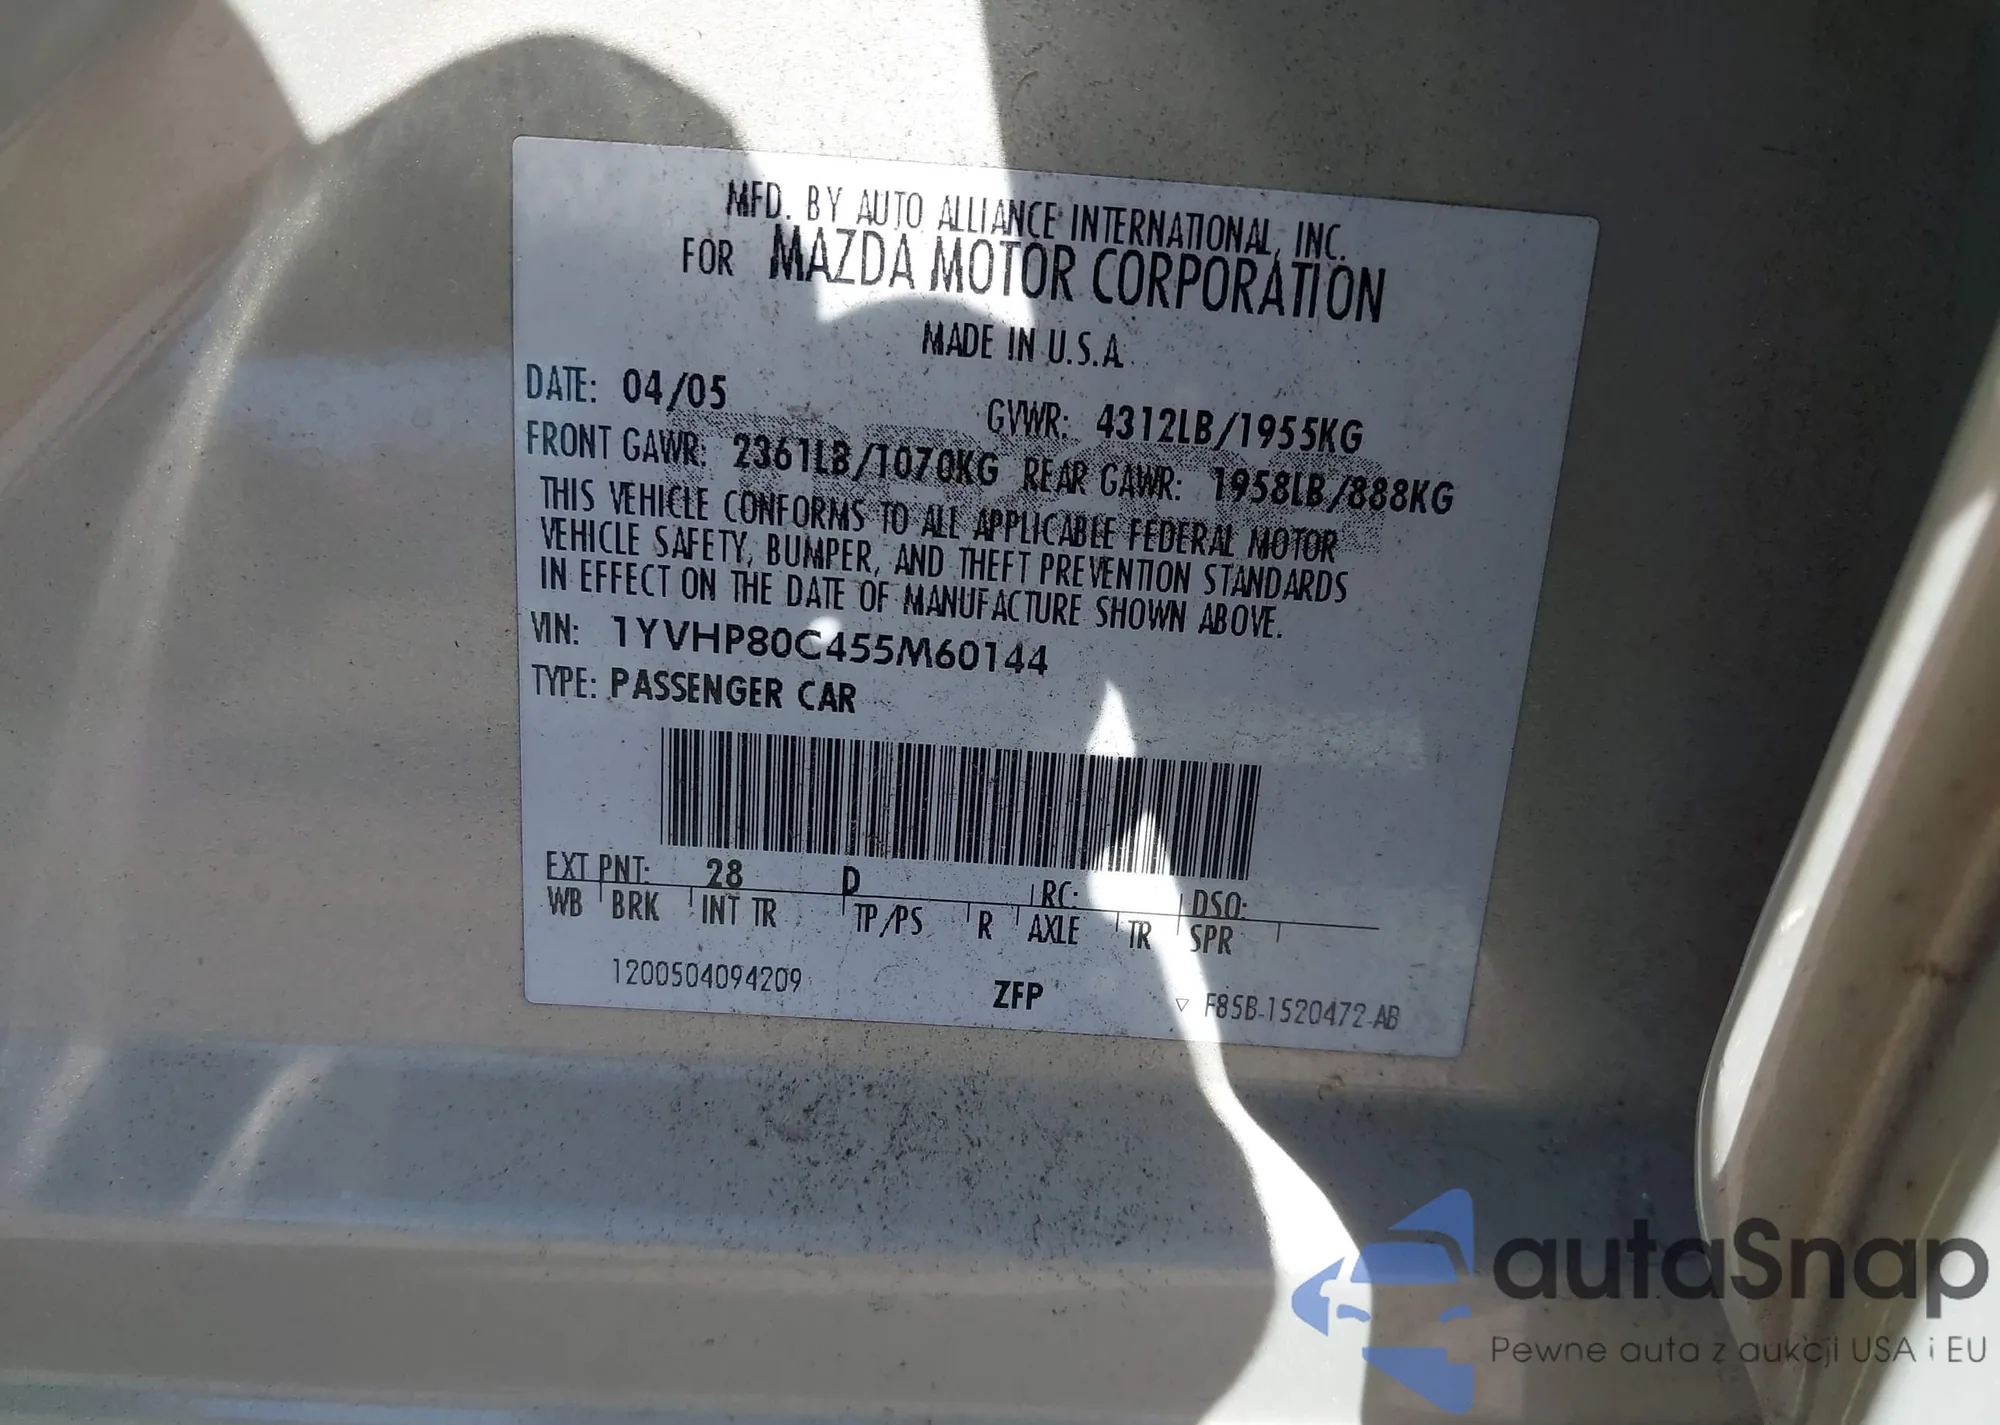 MFD. BY AUTO ALLIANCE INTERNATIONAL, INC.
FOR MAZDA MOTOR CORPORATION
MADE IN U.S.A.
DATE: 04/05 GVWR: 4312LB/1955KG
FRONT GAWR: 2361LB/1070KG REAR GAWR: 1958LB/888KG
THIS VEHICLE CONFORMS TO ALL APPLICABLE FEDERAL MOTOR
VEHICLE SAFETY, BUMPER, AND THEFT PREVENTION STANDARDS
IN EFFECT ON THE DATE OF MANUFACTURE SHOWN ABOVE.
VIN: 1YVHP80C455M60144
TYPE: PASSENGER CAR
EXT PNT: 28 D RC: DSO:
WB BRK INT TR TP/PS R AXLE TR SPR
1200504094209 ZFP F85B-1520472-AB
autaSnap
Pewne auta z aukcji USA i EU